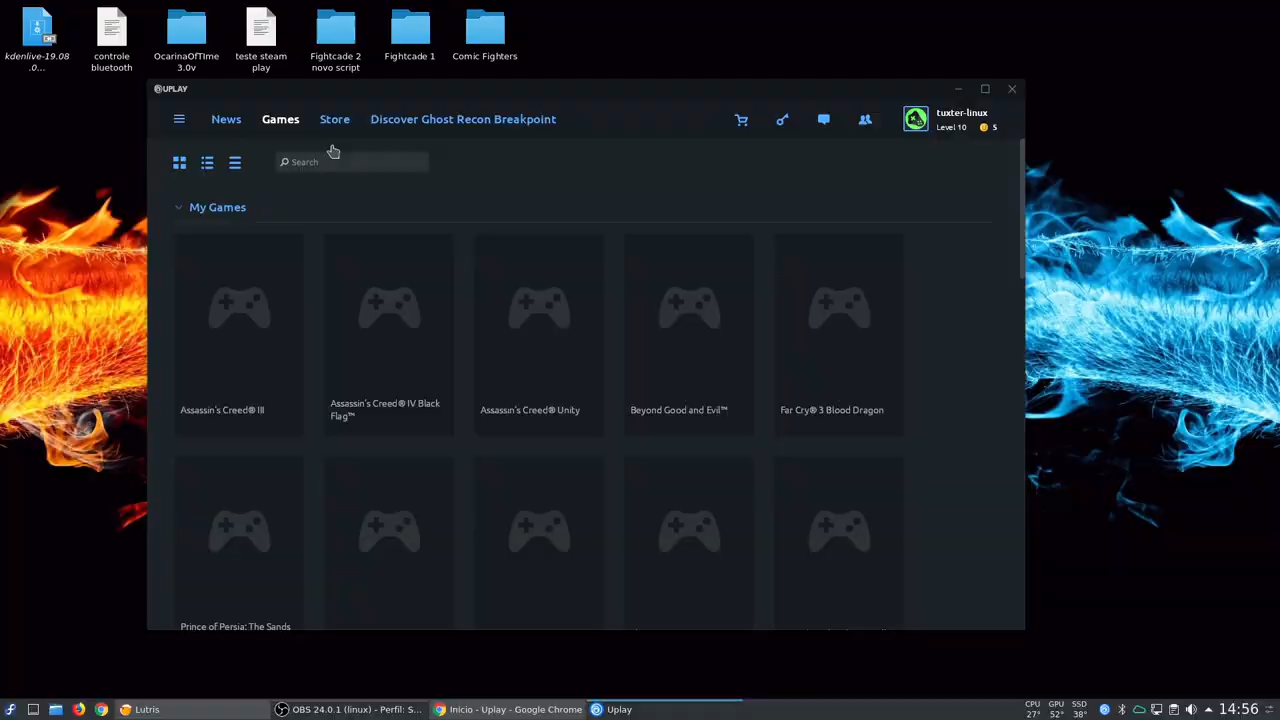 kdenlive-19.08
.0...
controle
bluetooth
OcarinaOfTIme
3.0v
teste steam
play
Fightcade 2
novo script
Fightcade 1
Comic Fighters
UPLAY
News
Games
Store
Discover Ghost Recon Breakpoint
tuxter-linux
Level 10
5
Search
My Games
Assassin's Creed® III
Assassin's Creed® IV Black
Flag™
Assassin's Creed® Unity
Beyond Good and Evil™
Far Cry® 3 Blood Dragon
Prince of Persia: The Sands
Lutris
OBS 24.0.1 (linux) - Perfil: S...
Início - Uplay - Google Chrome
Uplay
CPU
27°
GPU
52°
SSD
38°
14:56